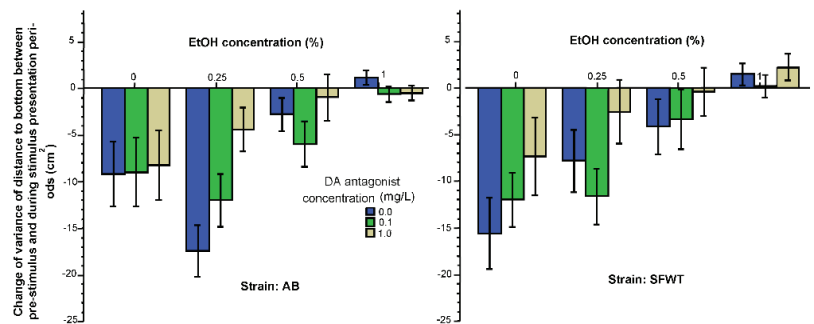 Change of variance of distance to bottom between
pre-stimulus and during stimulus presentation peri-
ods (cm²)
5
0
-5
-10
-15
-20
-25
EtOH concentration (%)
0
0.25
0.5
1
DA antagonist
concentration (mg/L)
0.0
0.1
1.0
Strain: AB
5
0
-5
-10
-15
-20
-25
EtOH concentration (%)
0
0.25
0.5
1
Strain: SFWT